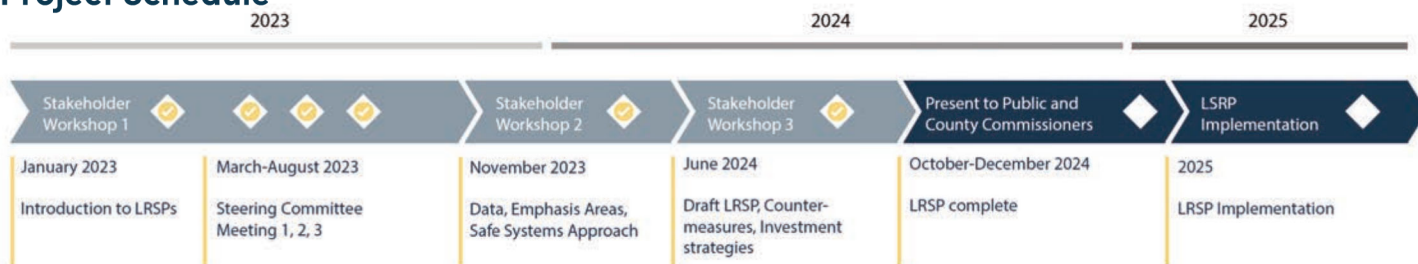 Project Schedule
2023
2024
2025
Stakeholder
Workshop 1
Stakeholder
Workshop 2
Stakeholder
Workshop 3
Present to Public and
County Commissioners
LSRP
Implementation
January 2023
Introduction to LRSPs
March-August 2023
Steering Committee
Meeting 1, 2, 3
November 2023
Data, Emphasis Areas,
Safe Systems Approach
June 2024
Draft LRSP, Counter-
measures, Investment
strategies
October-December 2024
LRSP complete
2025
LRSP Implementation